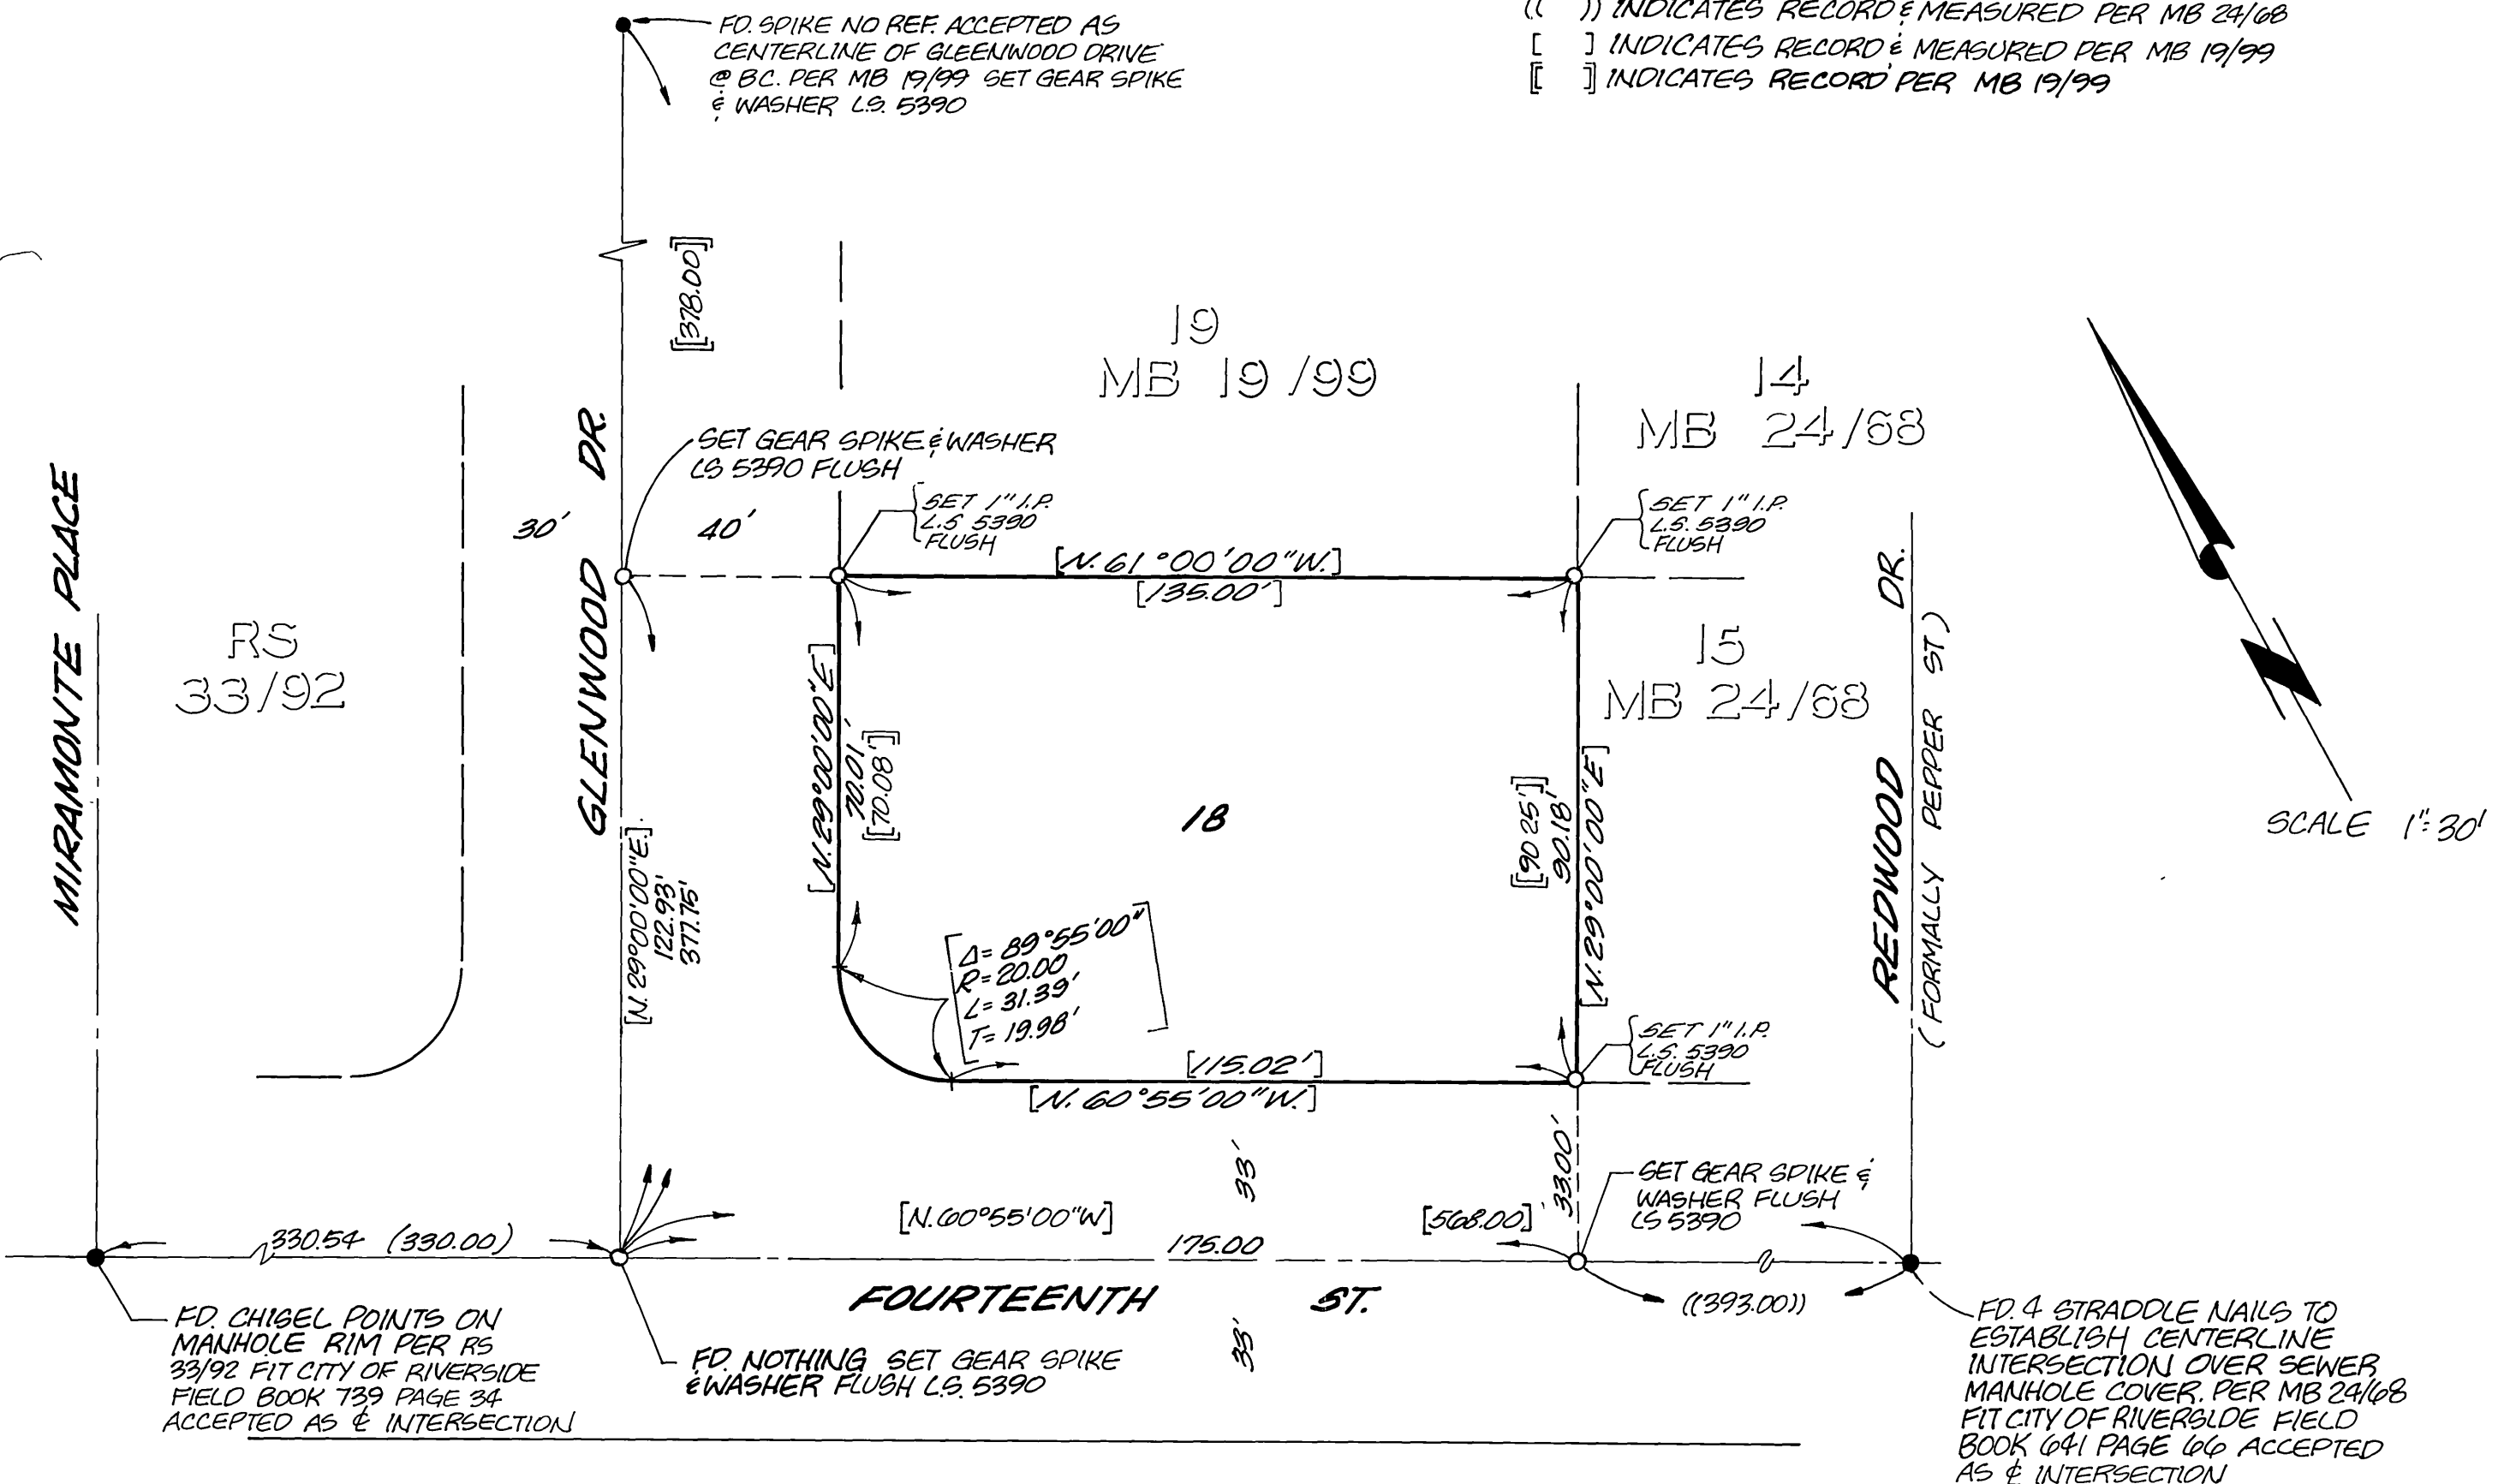 FD. SPIKE NO REF. ACCEPTED AS
CENTERLINE OF GLEENWOOD DRIVE
@ BC. PER MB 19/99 SET GEAR SPIKE
& WASHER L.S. 5390
(( )) INDICATES RECORD & MEASURED PER MB 24/68
[ ] INDICATES RECORD & MEASURED PER MB 19/99
[[ ]] INDICATES RECORD PER MB 19/99
[[378.00]]
19
MB 19/99
14
MB 24/68
SET GEAR SPIKE & WASHER
LS 5390 FLUSH
SET 1" I.P.
L.S 5390
FLUSH
SET 1" I.P.
L.S. 5390
FLUSH
30'
40'
MIRAMONTE PLACE
GLENWOOD DR.
[N. 61°00'00"W.]
[135.00']
RS
33/92
15
MB 24/68
REDWOOD DR.
(FORMALLY PEPPER ST)
SCALE 1"=30'
[N.29°00'00"E]
70.01'
[[70.08']]
18
[[90 25']]
90.18'
[N.29°00'00"E]
[N.29°00'00"E.]
122.93'
377.75'
Δ= 89°55'00"
R=20.00'
L= 31.39'
T= 19.98'
[115.02']
[N. 60°55'00"W.]
SET 1" I.P.
L.S. 5390
FLUSH
33'
33.00'
SET GEAR SPIKE &
WASHER FLUSH
LS 5390
330.54 (330.00)
[N.60°55'00"W]
[568.00]
175.00
FOURTEENTH ST.
((393.00))
33'
FD. CHISEL POINTS ON
MANHOLE RIM PER RS
33/92 FIT CITY OF RIVERSIDE
FIELD BOOK 739 PAGE 34
ACCEPTED AS ℄ INTERSECTION
FD. NOTHING SET GEAR SPIKE
& WASHER FLUSH L.S. 5390
FD. 4 STRADDLE NAILS TO
ESTABLISH CENTERLINE
INTERSECTION OVER SEWER
MANHOLE COVER. PER MB 24/68
FIT CITY OF RIVERSIDE FIELD
BOOK 641 PAGE 66 ACCEPTED
AS ℄ INTERSECTION